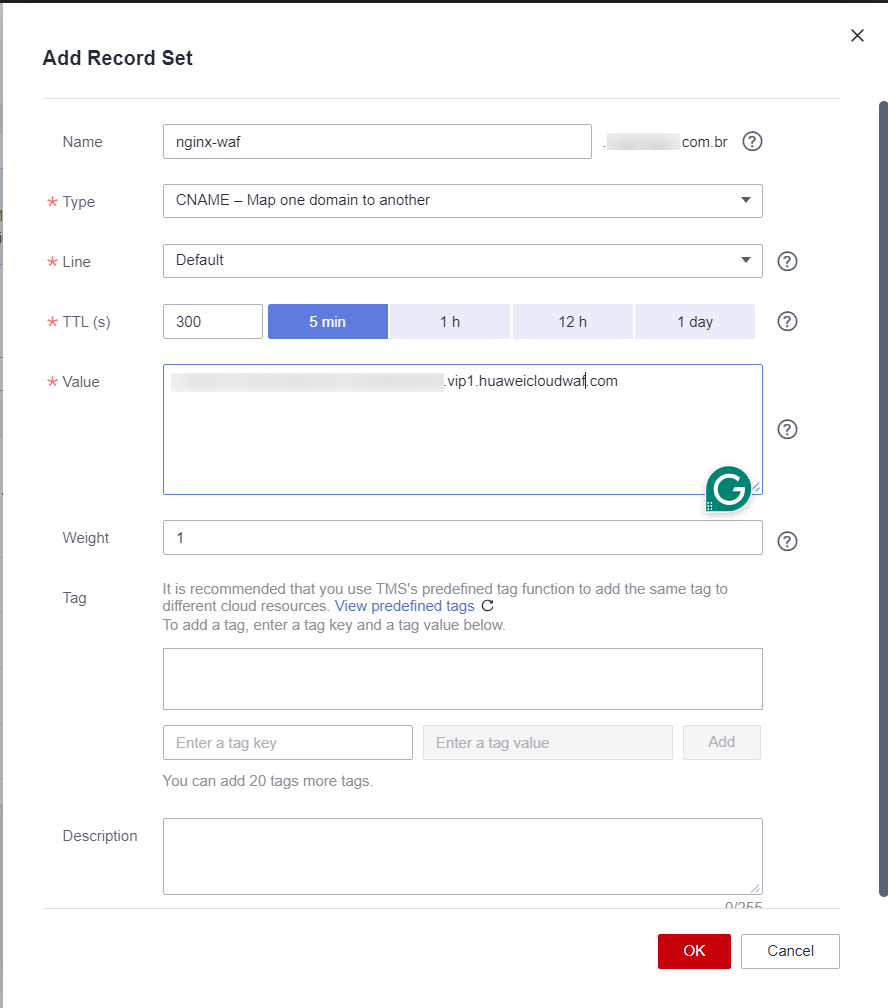 Add Record Set
Name nginx-waf . com.br ?
* Type CNAME – Map one domain to another
* Line Default ?
* TTL (s) 300 5 min 1 h 12 h 1 day ?
* Value .vip1.huaweicloudwaf.com
?
G
Weight 1 ?
Tag It is recommended that you use TMS's predefined tag function to add the same tag to
different cloud resources. View predefined tags
To add a tag, enter a tag key and a tag value below.
Enter a tag key Enter a tag value Add
You can add 20 tags more tags.
Description
0/255
OK Cancel